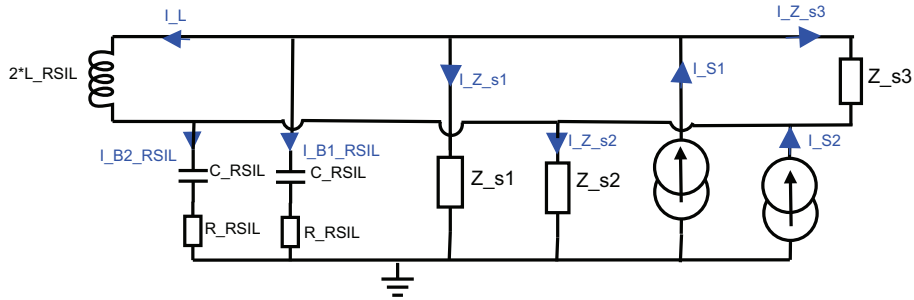 I_L
I_Z_s3
2*L_RSIL
I_Z_s1
I_S1
Z_s3
I_B2_RSIL
I_B1_RSIL
I_Z_s2
I_S2
C_RSIL
C_RSIL
Z_s1
Z_s2
R_RSIL
R_RSIL